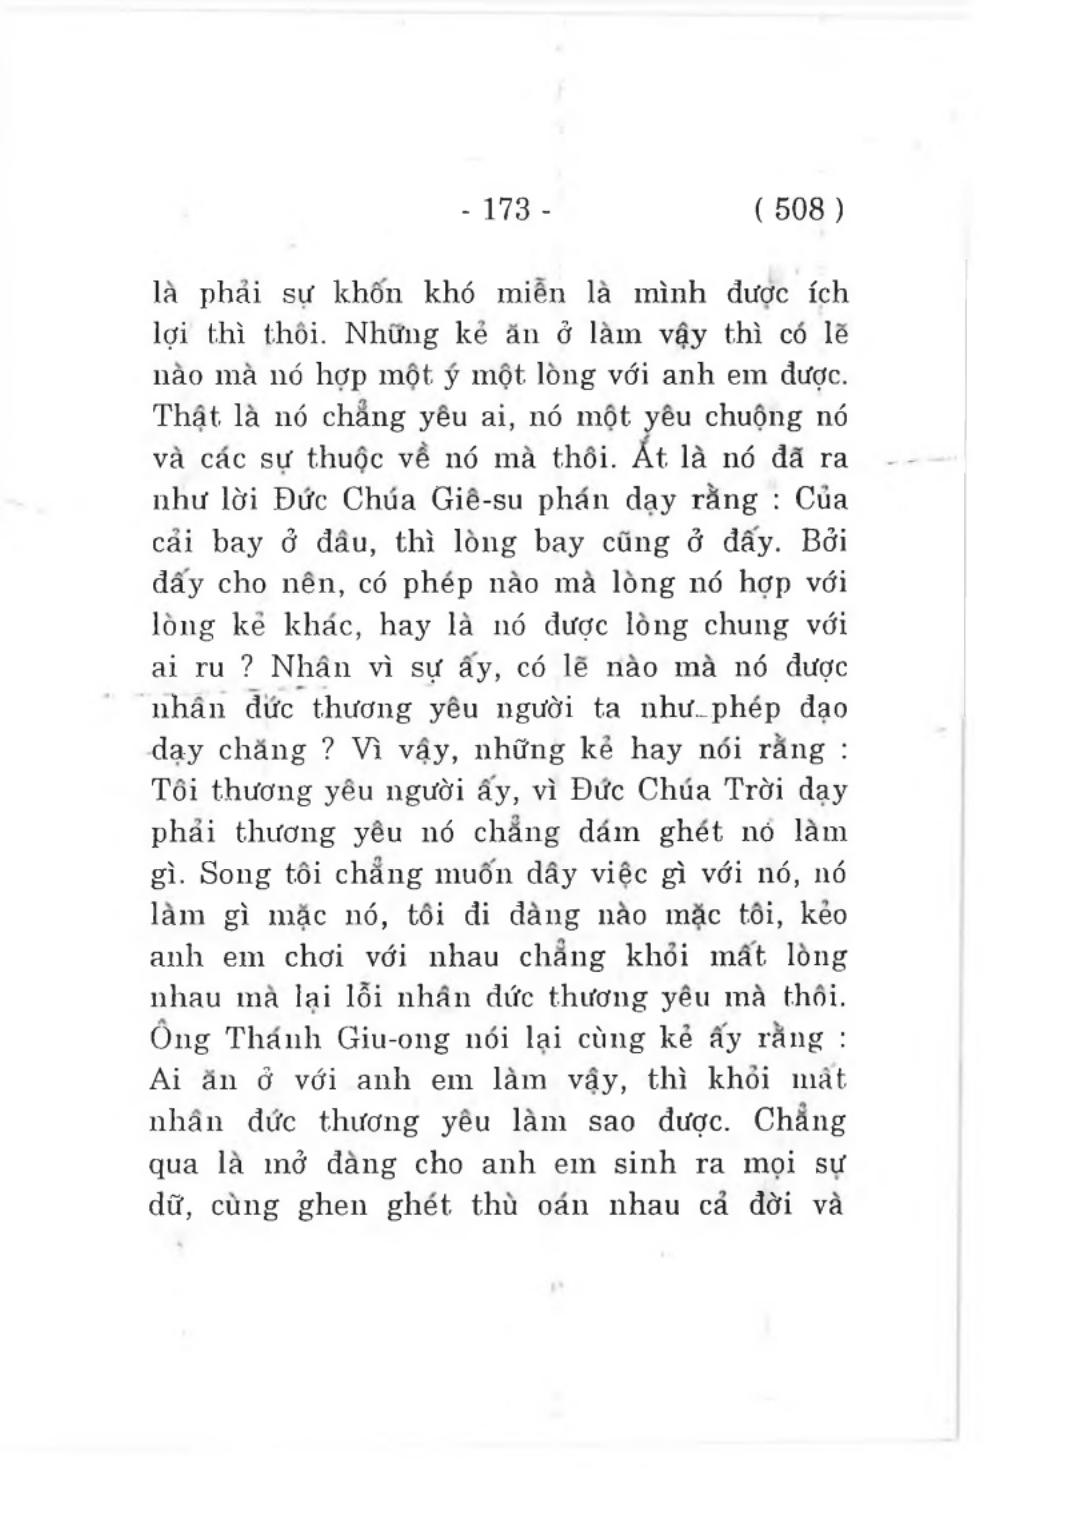 - 173 - ( 508 )
là phải sự khốn khó miễn là mình được ích
lợi thì thôi. Những kẻ ăn ở làm vậy thì có lẽ
nào mà nó hợp một ý một lòng với anh em được.
Thật là nó chẳng yêu ai, nó một yêu chuộng nó
và các sự thuộc về nó mà thôi. Ắt là nó đã ra
như lời Đức Chúa Giê-su phán dạy rằng : Của
cải bay ở đâu, thì lòng bay cũng ở đấy. Bởi
đấy cho nên, có phép nào mà lòng nó hợp với
lòng kẻ khác, hay là nó được lòng chung với
ai ru ? Nhân vì sự ấy, có lẽ nào mà nó được
nhân đức thương yêu người ta như phép đạo
dạy chăng ? Vì vậy, những kẻ hay nói rằng :
Tôi thương yêu người ấy, vì Đức Chúa Trời dạy
phải thương yêu nó chẳng dám ghét nó làm
gì. Song tôi chẳng muốn dây việc gì với nó, nó
làm gì mặc nó, tôi đi đàng nào mặc tôi, kẻo
anh em chơi với nhau chẳng khỏi mất lòng
nhau mà lại lỗi nhân đức thương yêu mà thôi.
Ông Thánh Giu-ong nói lại cùng kẻ ấy rằng :
Ai ăn ở với anh em làm vậy, thì khỏi mất
nhân đức thương yêu làm sao được. Chẳng
qua là mở đàng cho anh em sinh ra mọi sự
dữ, cùng ghen ghét thù oán nhau cả đời và